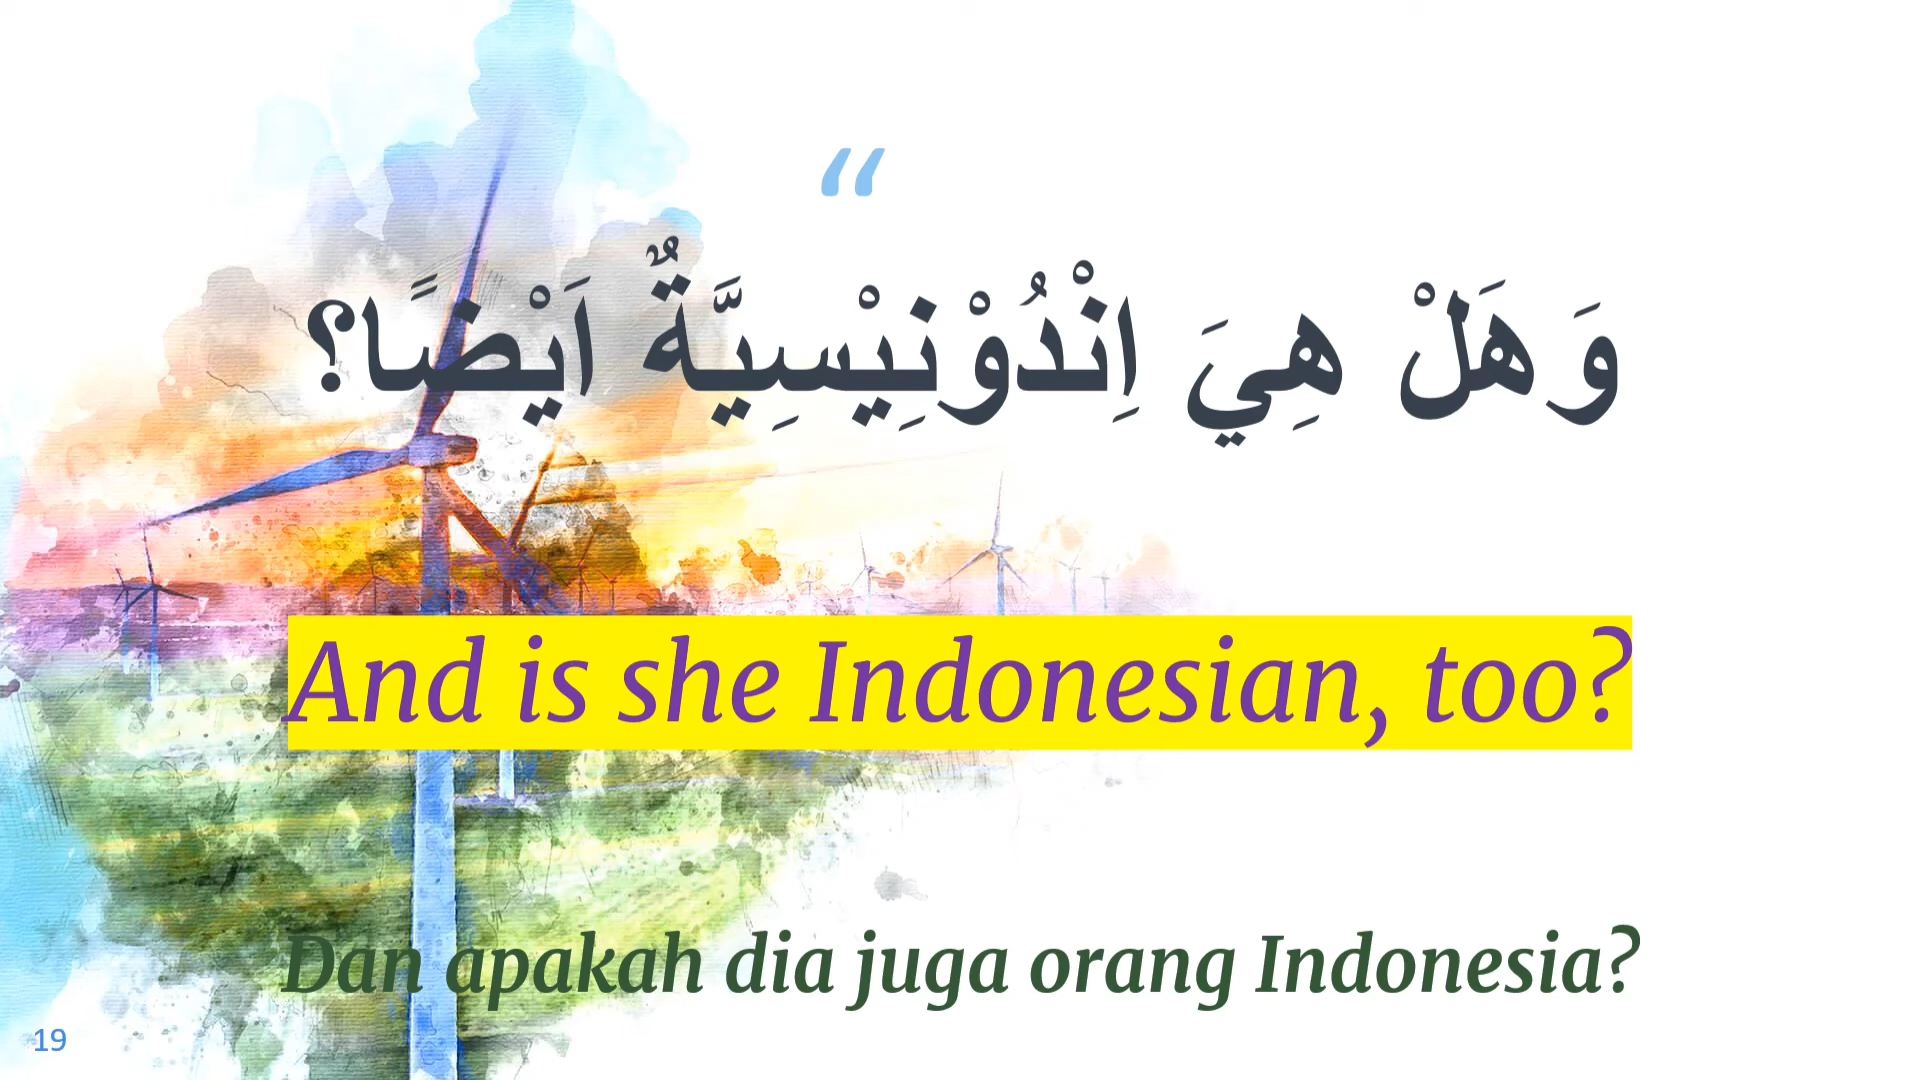 “
وَهَلْ هِيَ اِنْدُوْنِيْسِيَّةٌ اَيْضًا؟
And is she Indonesian, too?
Dan apakah dia juga orang Indonesia?
19